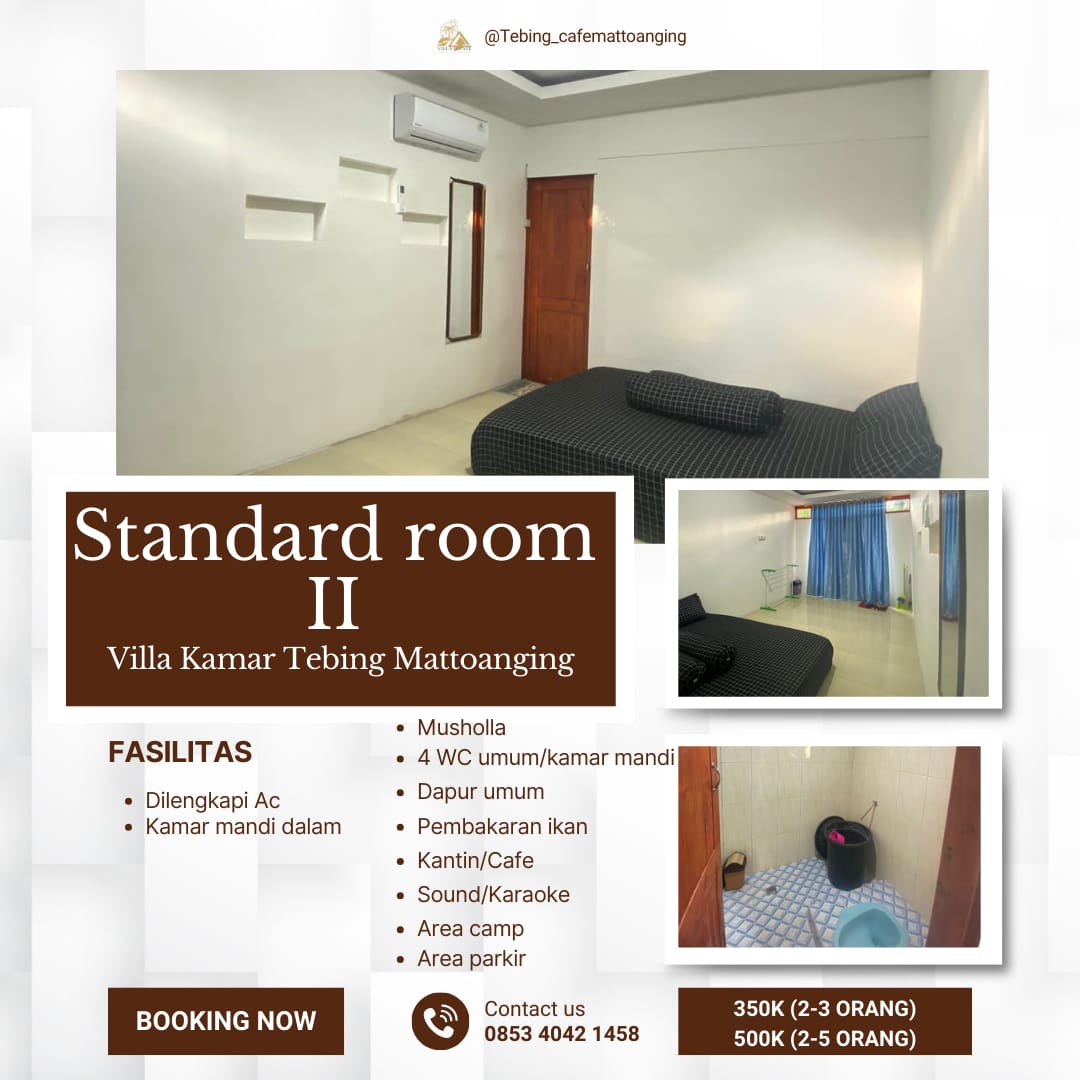 @Tebing_cafemattoanging
Standard room
II
Villa Kamar Tebing Mattoanging
FASILITAS
• Dilengkapi Ac
• Kamar mandi dalam
• Musholla
• 4 WC umum/kamar mandi
• Dapur umum
• Pembakaran ikan
• Kantin/Cafe
• Sound/Karaoke
• Area camp
• Area parkir
BOOKING NOW
Contact us
0853 4042 1458
350K (2-3 ORANG)
500K (2-5 ORANG)